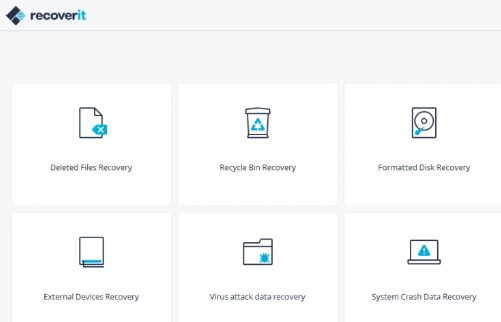 recoverit
Deleted Files Recovery
Recycle Bin Recovery
Formatted Disk Recovery
External Devices Recovery
Virus attack data recovery
System Crash Data Recovery